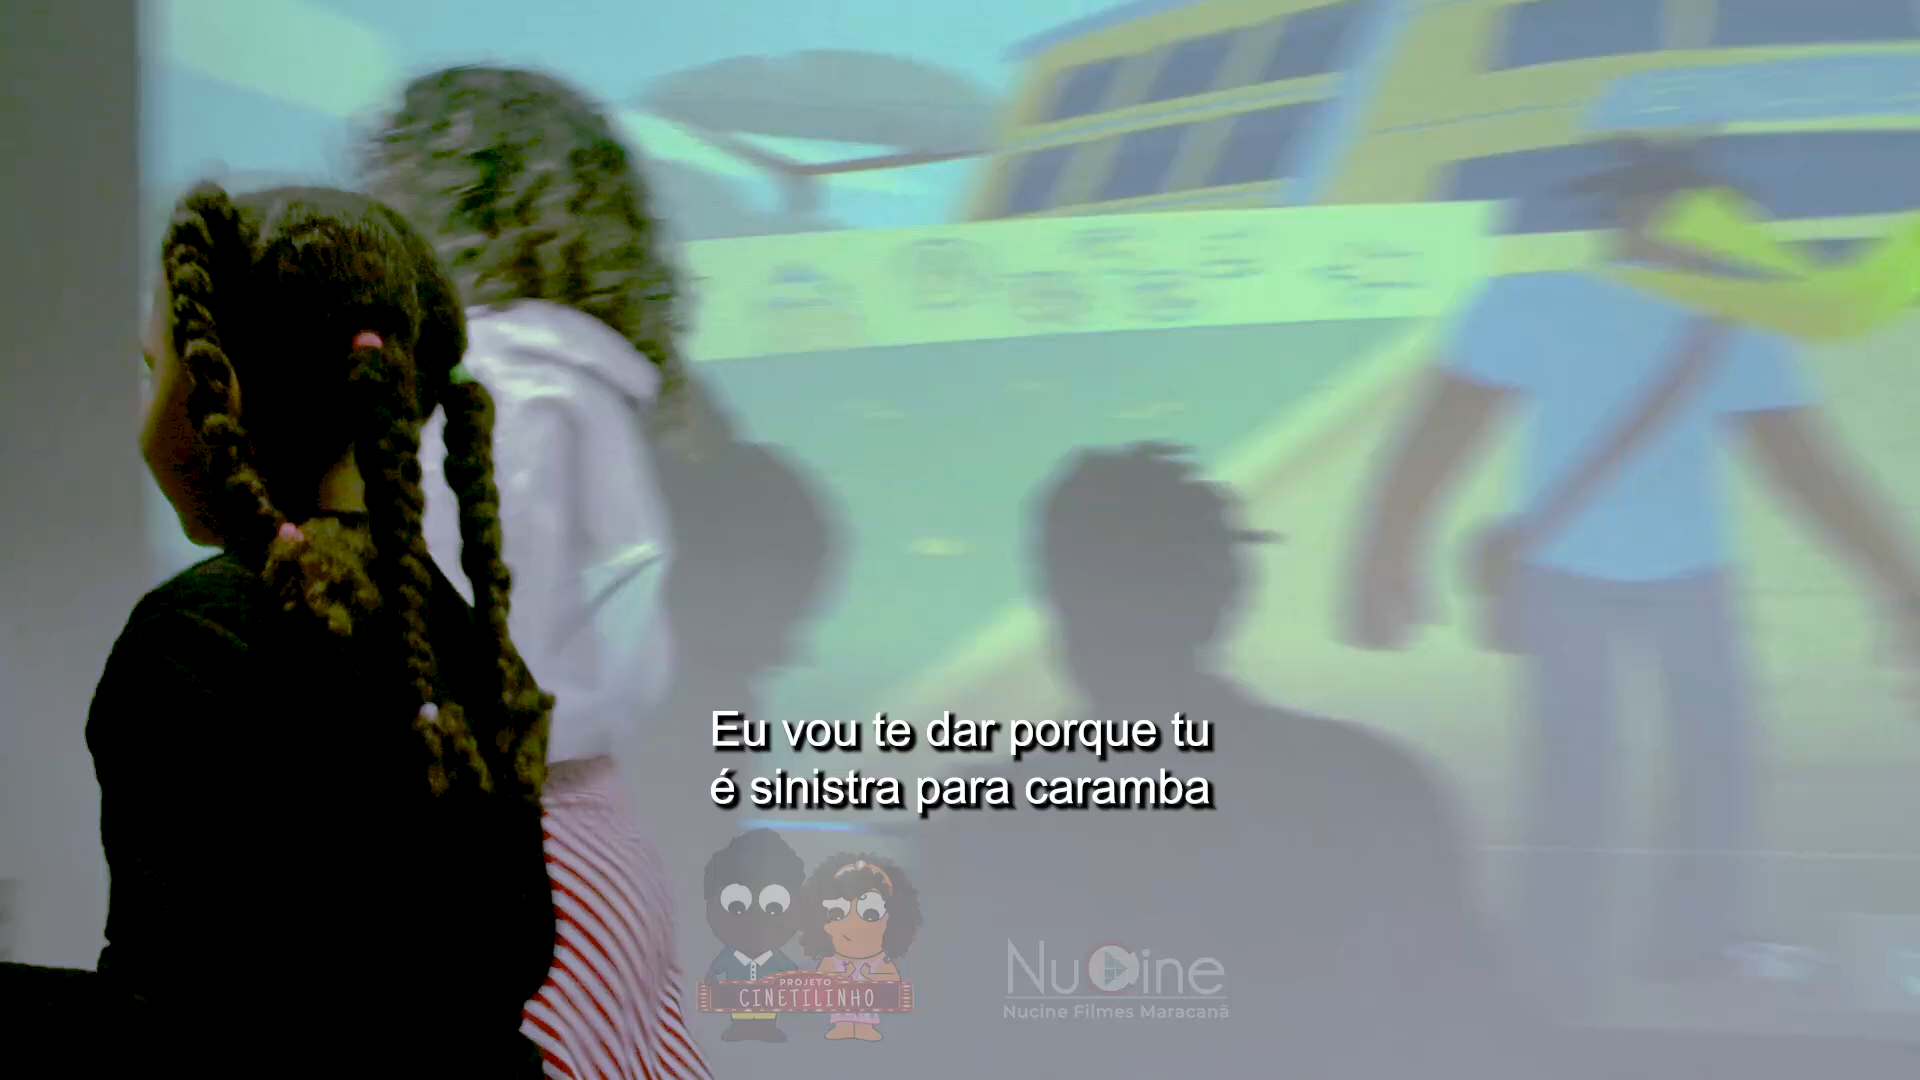 Eu vou te dar porque tu
é sinistra para caramba
PROJETO
CINETILINHO
NuCine
Nucine Filmes Maracanã